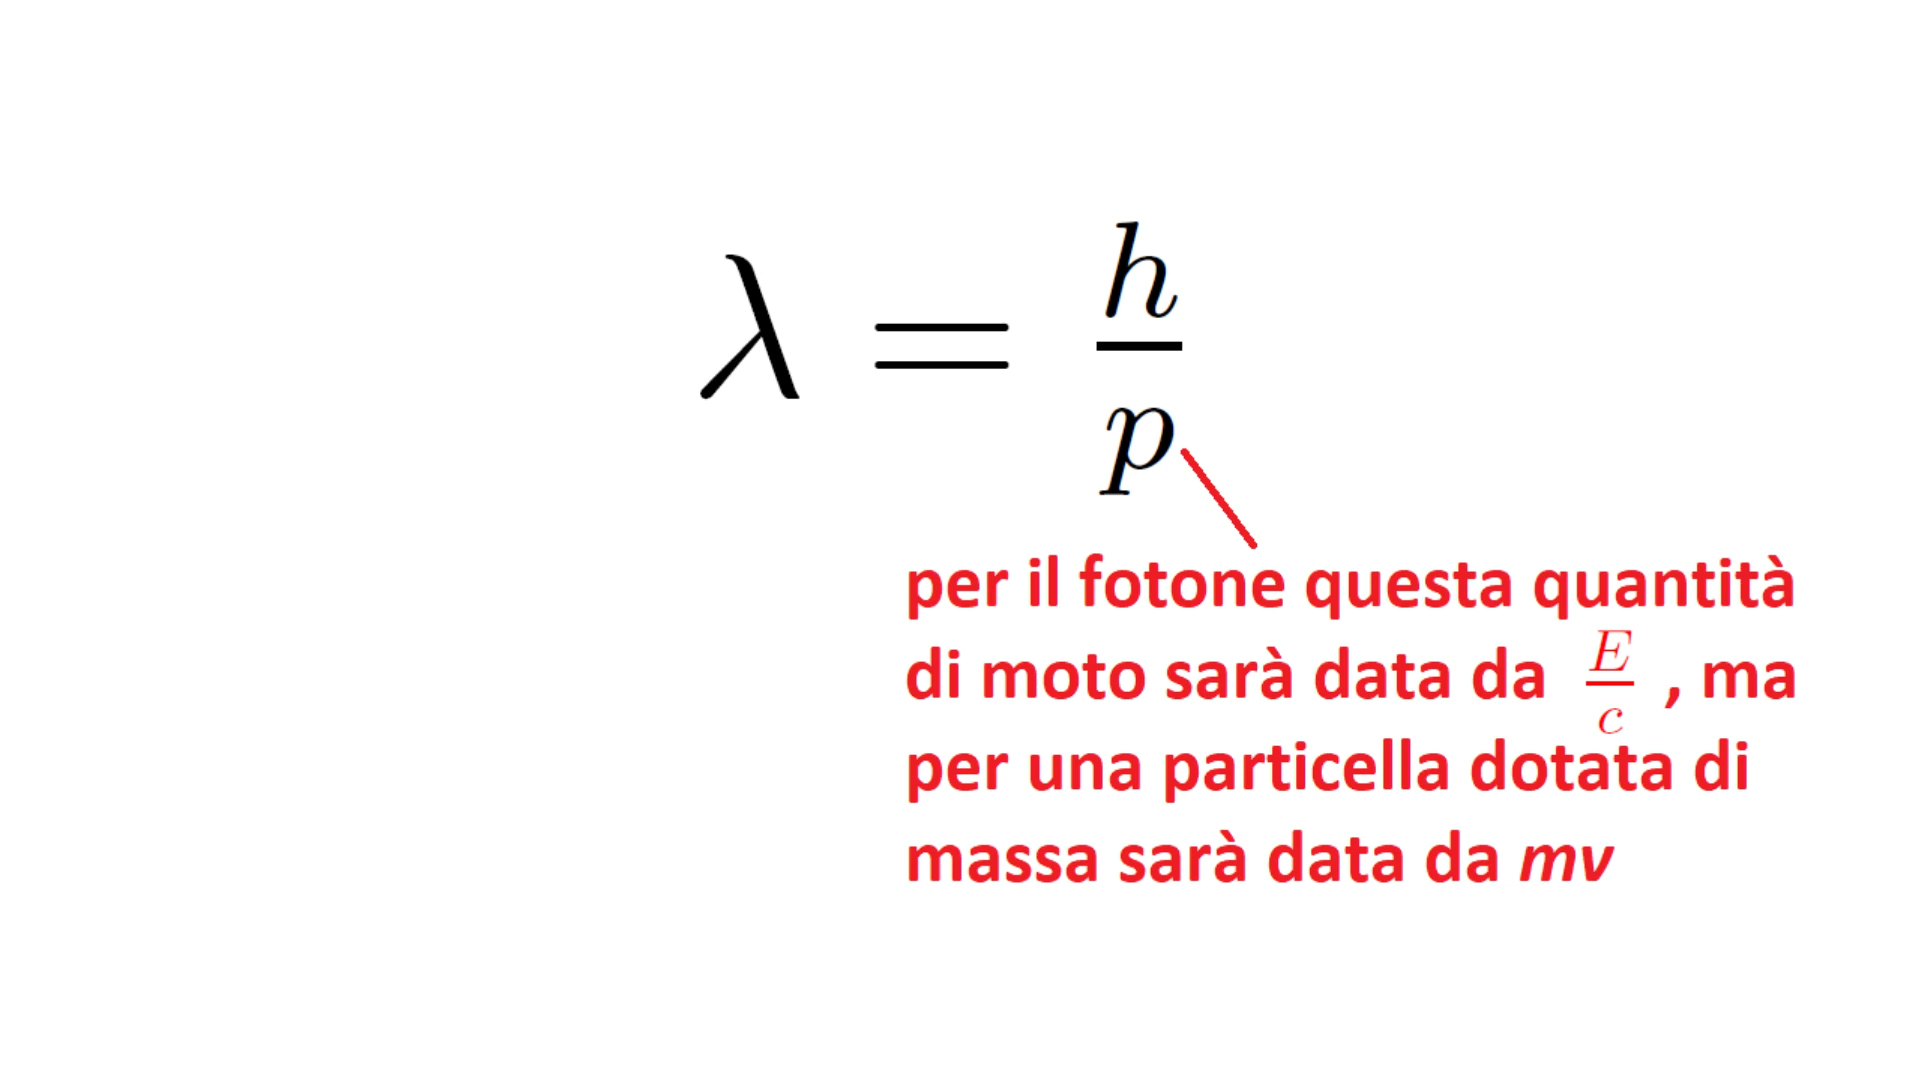 λ = h/p
per il fotone questa quantità
di moto sarà data da E/c , ma
per una particella dotata di
massa sarà data da mv